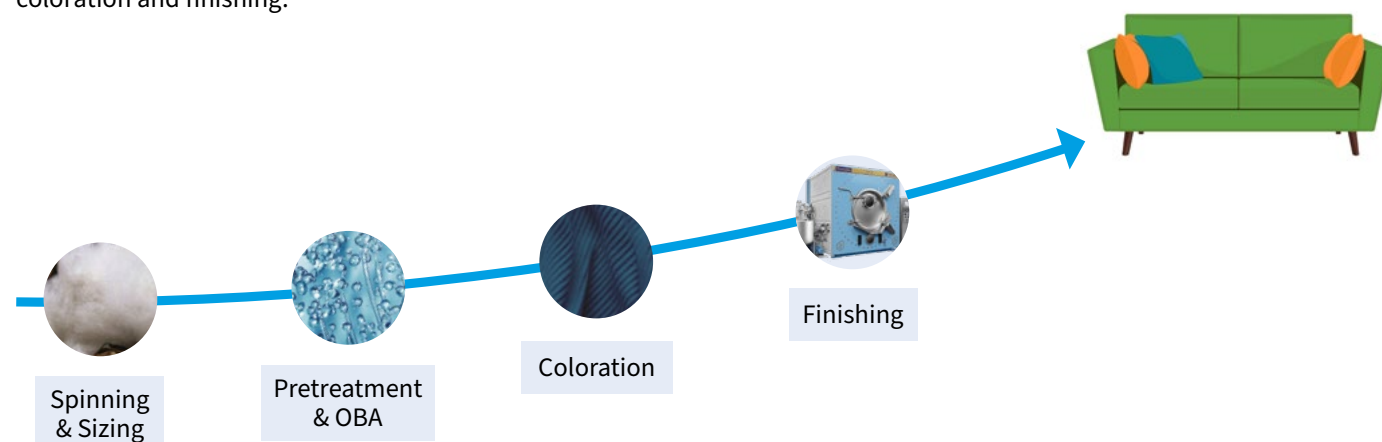 coloration and finishing.
Spinning
& Sizing
Pretreatment
& OBA
Coloration
Finishing